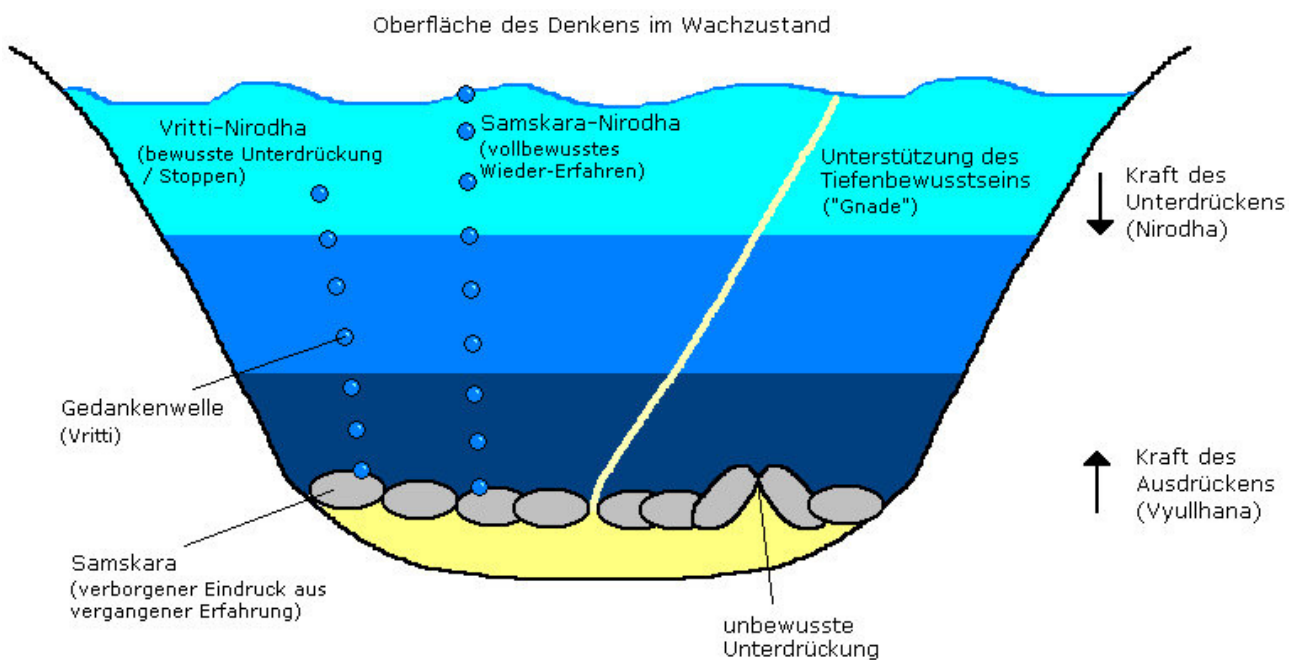 Oberfläche des Denkens im Wachzustand
Vritti-Nirodha
(bewusste Unterdrückung
/ Stoppen)
Samskara-Nirodha
(vollbewusstes
Wieder-Erfahren)
Unterstützung des
Tiefenbewusstseins
("Gnade")
Kraft des
Unterdrückens
(Nirodha)
Gedankenwelle
(Vritti)
Kraft des
Ausdrückens
(Vyullhana)
Samskara
(verborgener Eindruck aus
vergangener Erfahrung)
unbewusste
Unterdrückung